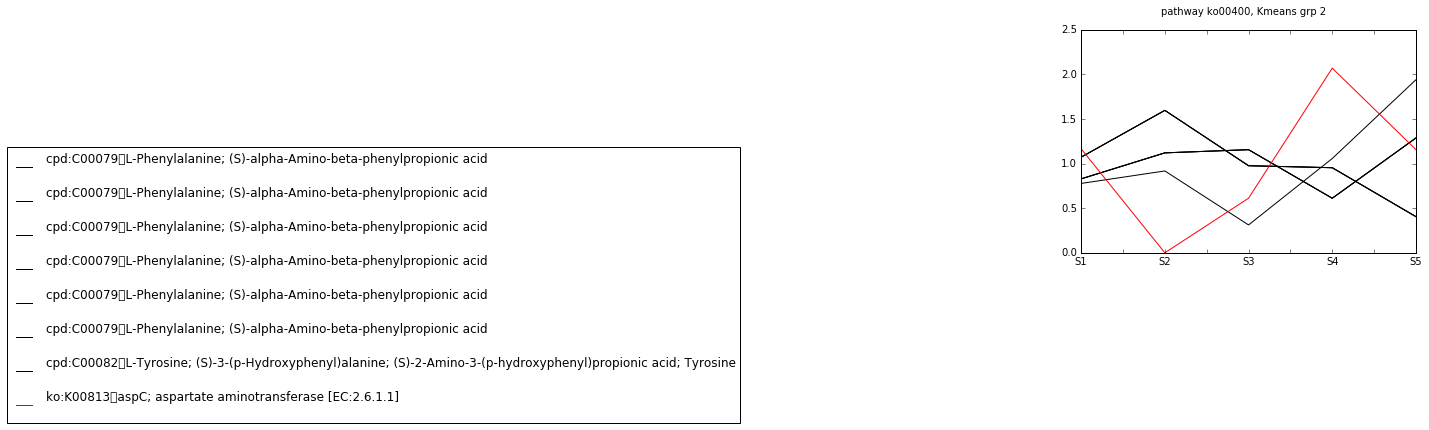 pathway ko00400, Kmeans grp 2
2.5
2.0
1.5
1.0
0.5
0.0
S1 S2 S3 S4 S5
cpd:C00079▯L-Phenylalanine; (S)-alpha-Amino-beta-phenylpropionic acid
cpd:C00079▯L-Phenylalanine; (S)-alpha-Amino-beta-phenylpropionic acid
cpd:C00079▯L-Phenylalanine; (S)-alpha-Amino-beta-phenylpropionic acid
cpd:C00079▯L-Phenylalanine; (S)-alpha-Amino-beta-phenylpropionic acid
cpd:C00079▯L-Phenylalanine; (S)-alpha-Amino-beta-phenylpropionic acid
cpd:C00079▯L-Phenylalanine; (S)-alpha-Amino-beta-phenylpropionic acid
cpd:C00082▯L-Tyrosine; (S)-3-(p-Hydroxyphenyl)alanine; (S)-2-Amino-3-(p-hydroxyphenyl)propionic acid; Tyrosine
ko:K00813▯aspC; aspartate aminotransferase [EC:2.6.1.1]